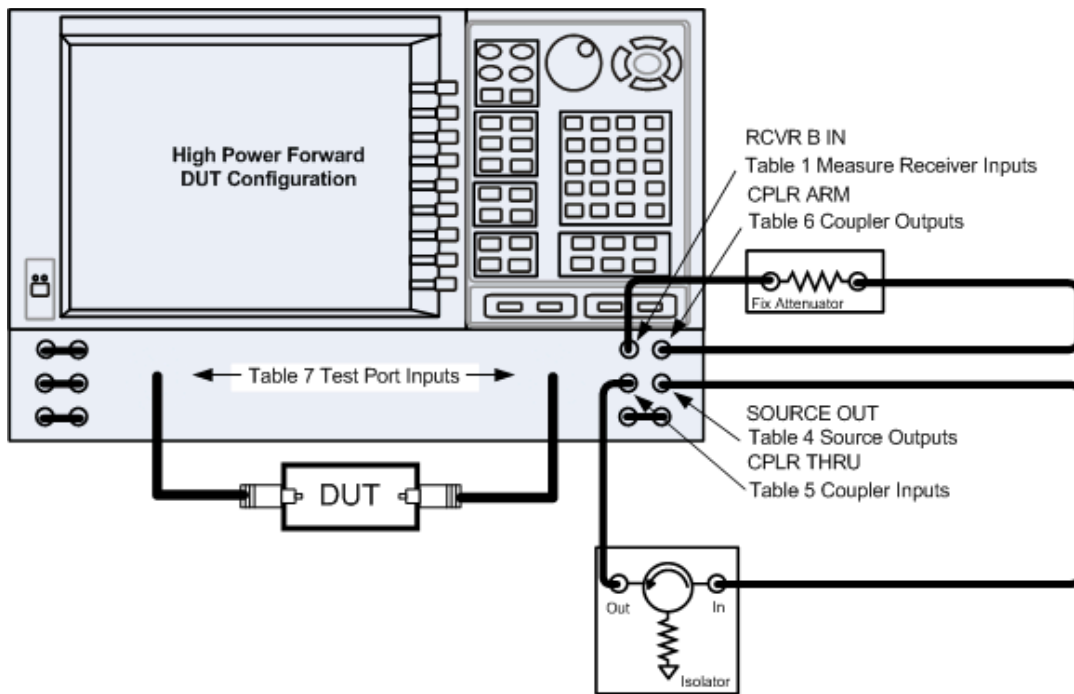 High Power Forward
DUT Configuration
RCVR B IN
Table 1 Measure Receiver Inputs
CPLR ARM
Table 6 Coupler Outputs
Fix Attenuator
Table 7 Test Port Inputs
SOURCE OUT
Table 4 Source Outputs
CPLR THRU
Table 5 Coupler Inputs
DUT
Out
In
Isolator